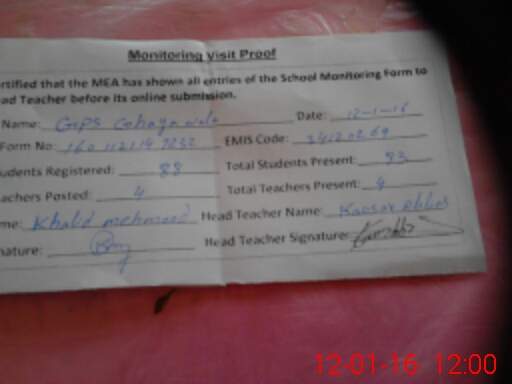 Monitoring Visit Proof
rtified that the MEA has shown all entries of the School Monitoring Form to
ad Teacher before its online submission.
Name: GMPS Date: 12-1-16
Form No: EMIS Code:
udents Registered: 88 Total Students Present: 83
achers Posted: 4 Total Teachers Present: 4
me: Khalid mehmood Head Teacher Name: Kausar Abbas
nature: Head Teacher Signature:
12-01-16 12:00